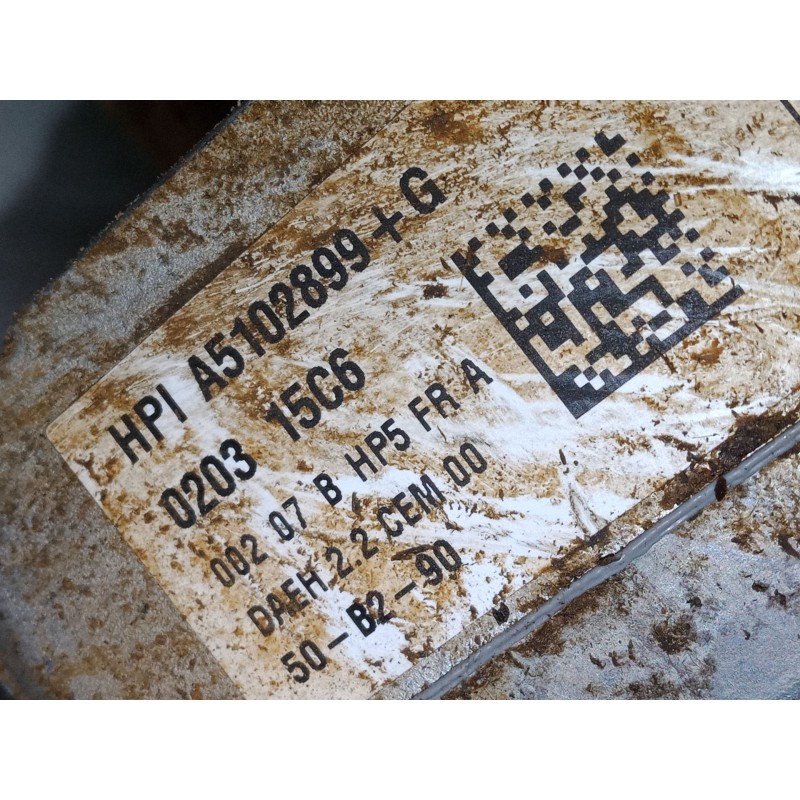 HPI A5102899+G
0203 15C6
002 07 B HP5 FR A
DAEH 2.2 CEM 00
50-B2-90